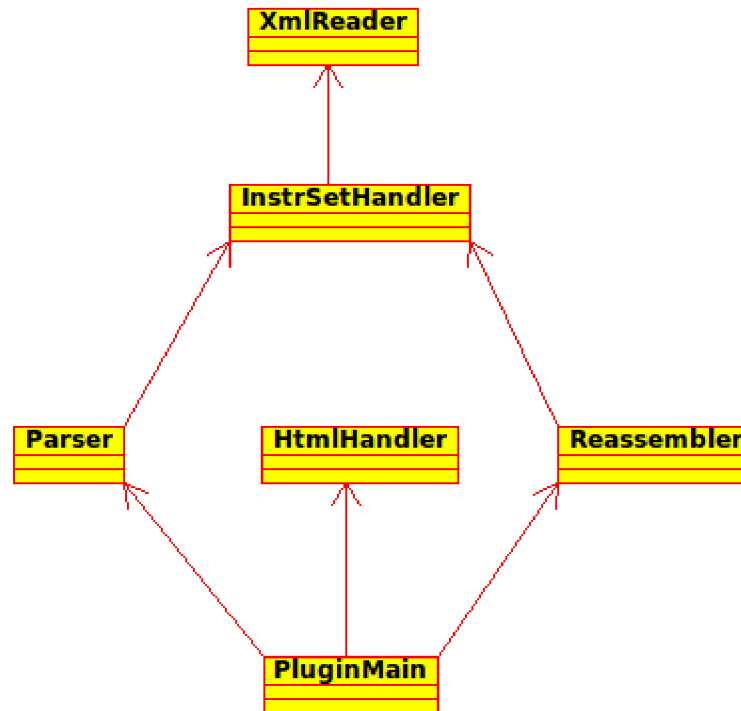 XmlReader
InstrSetHandler
Parser
HtmlHandler
Reassembler
PluginMain